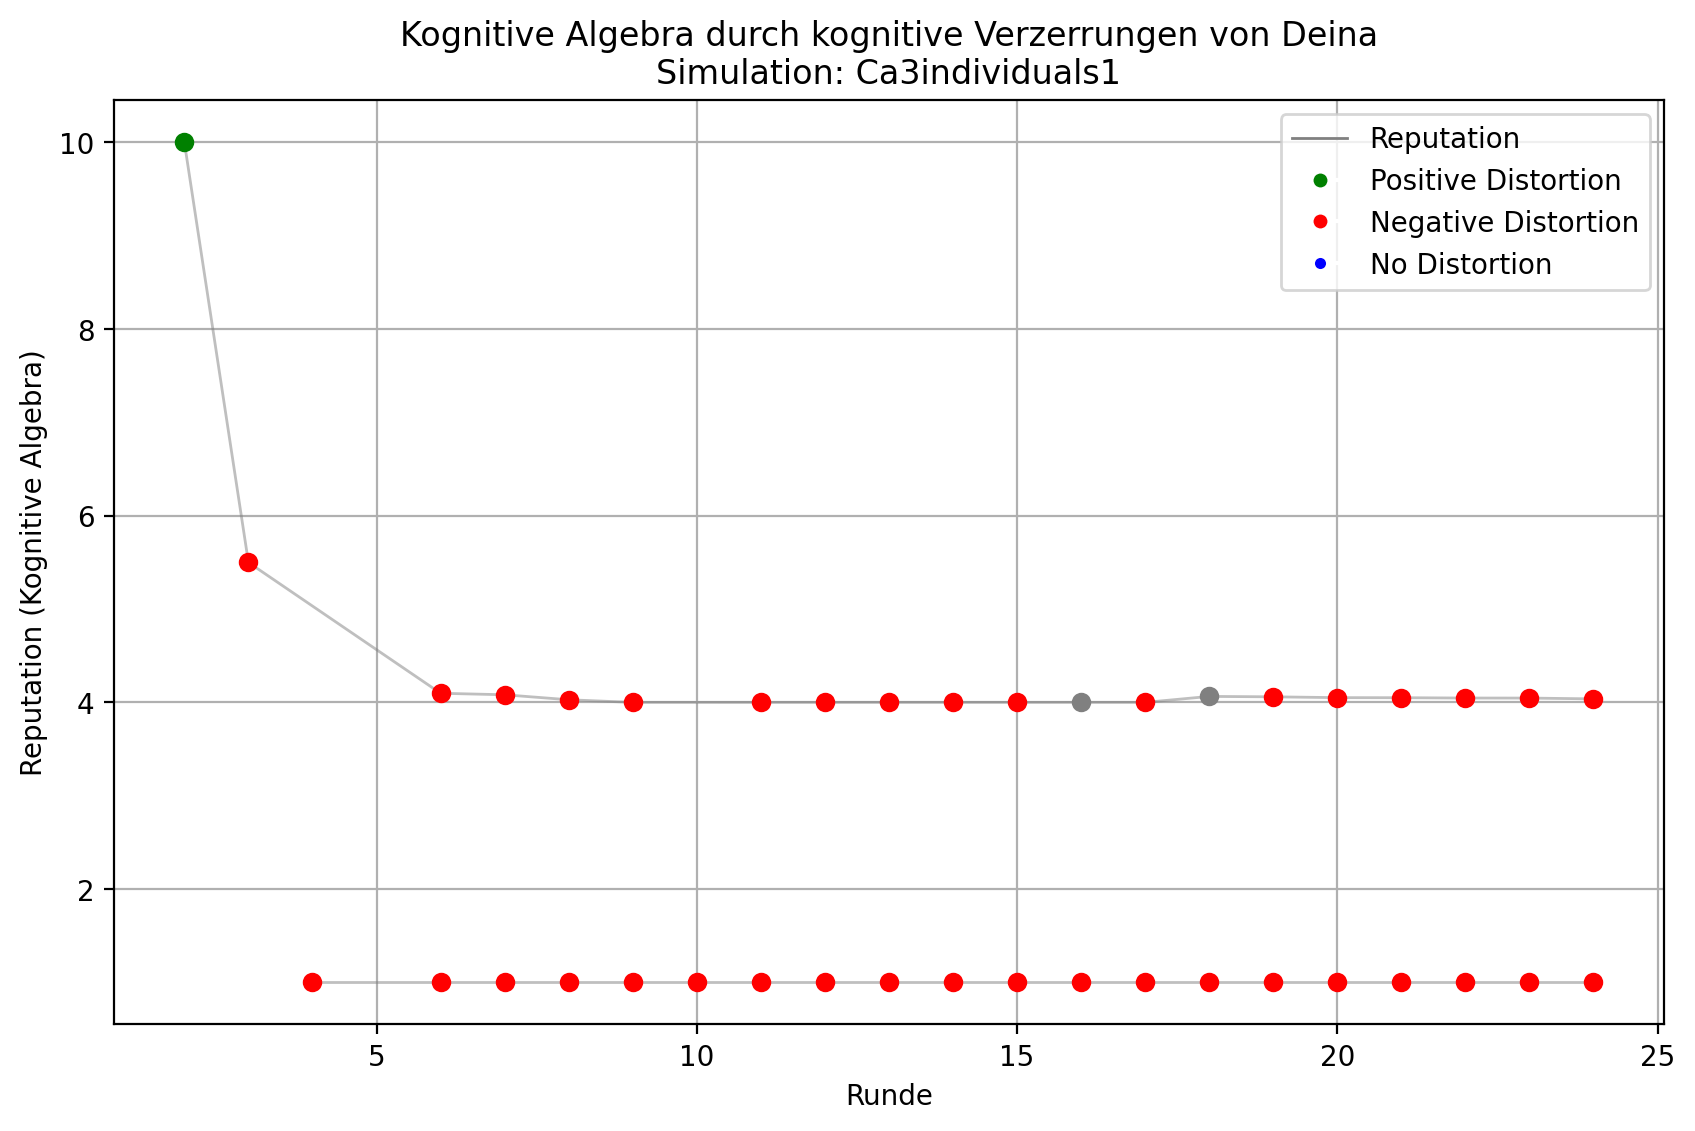 Kognitive Algebra durch kognitive Verzerrungen von Deina
Simulation: Ca3individuals1
Reputation
Positive Distortion
Negative Distortion
No Distortion
Reputation (Kognitive Algebra)
10
8
6
4
2
5
10
15
20
25
Runde